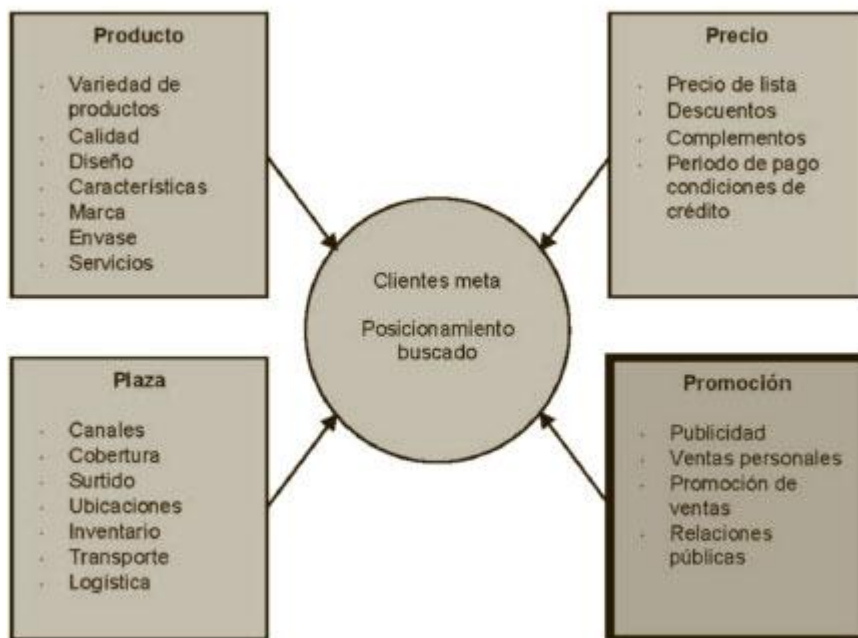 Producto
· Variedad de
productos
· Calidad
· Diseño
· Características
· Marca
· Envase
· Servicios
Precio
· Precio de lista
· Descuentos
· Complementos
· Periodo de pago
condiciones de
crédito
Clientes meta
Posicionamiento
buscado
Plaza
· Canales
· Cobertura
· Surtido
· Ubicaciones
· Inventario
· Transporte
· Logística
Promoción
· Publicidad
· Ventas personales
· Promoción de
ventas
· Relaciones
públicas